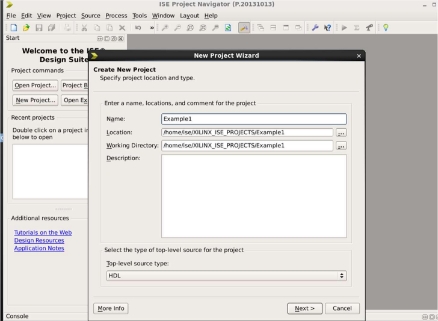 ISE Project Navigator (P.20131013)
File Edit View Project Source Process Tools Window Layout Help
Start
Welcome to the ISE
Design Suite
Project commands
Open Project... Project B
New Project... Open Ex
Recent projects
Double click on a project in
below to open
Additional resources
Tutorials on the Web
Design Resources
Application Notes
Console
New Project Wizard
Create New Project
Specify project location and type.
Enter a name, locations, and comment for the project
Name: Example1
Location: /home/ise/XILINX_ISE_PROJECTS/Example1 ...
Working Directory: /home/ise/XILINX_ISE_PROJECTS/Example1 ...
Description:
Select the type of top-level source for the project
Top-level source type:
HDL
More Info Next > Cancel